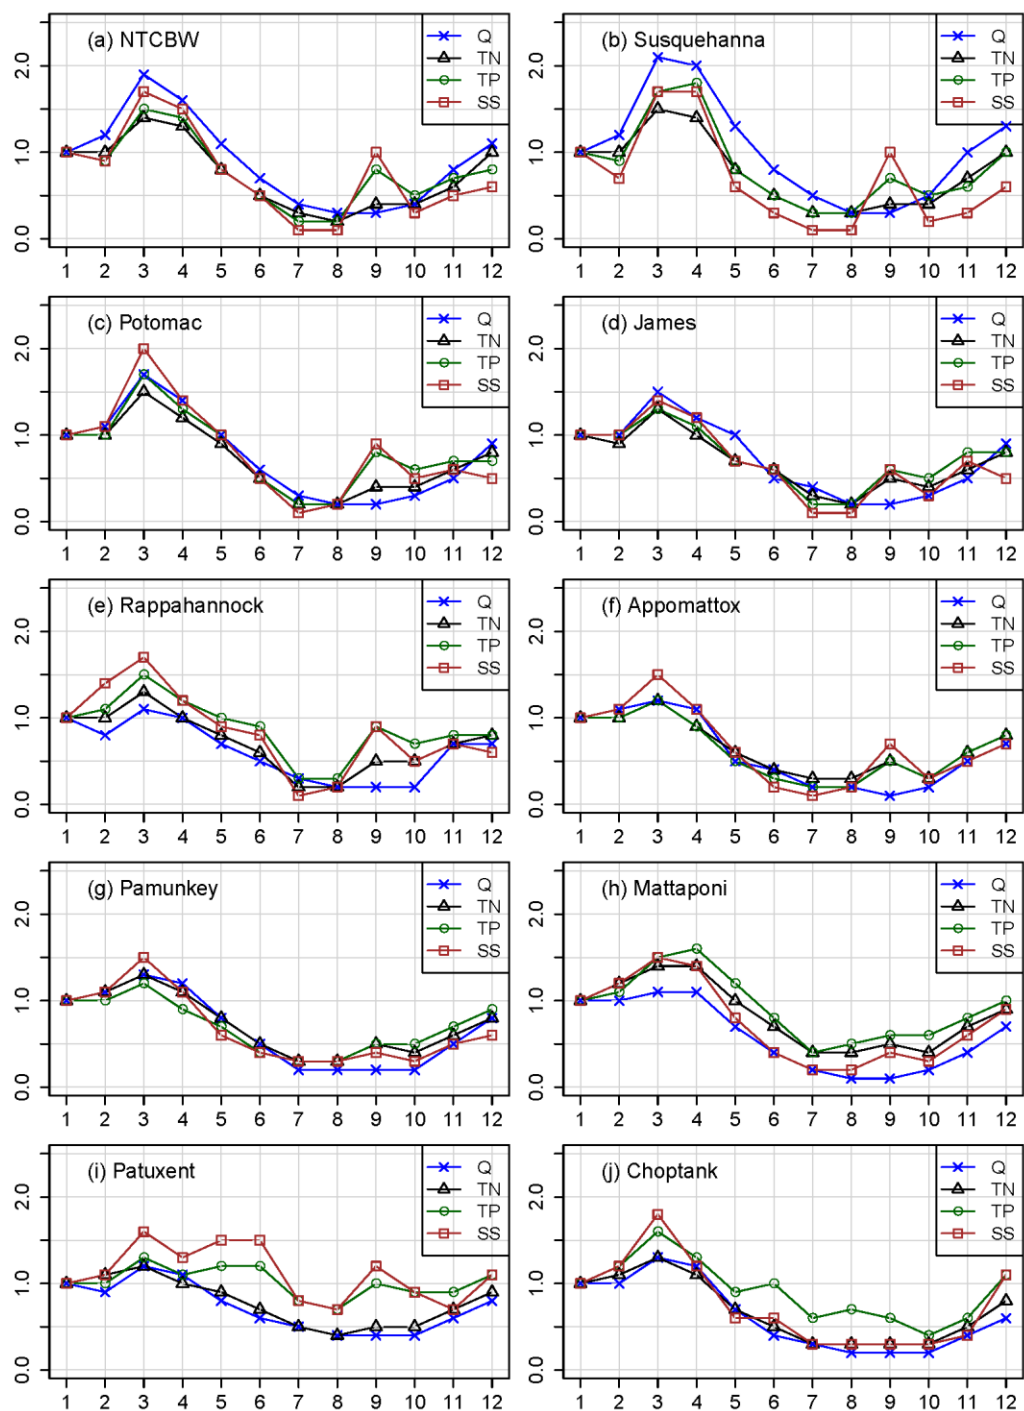 (a) NTCBW
Q
TN
TP
SS
0.0 1.0 2.0
1 2 3 4 5 6 7 8 9 10 11 12
(b) Susquehanna
Q
TN
TP
SS
0.0 1.0 2.0
1 2 3 4 5 6 7 8 9 10 11 12
(c) Potomac
Q
TN
TP
SS
0.0 1.0 2.0
1 2 3 4 5 6 7 8 9 10 11 12
(d) James
Q
TN
TP
SS
0.0 1.0 2.0
1 2 3 4 5 6 7 8 9 10 11 12
(e) Rappahannock
Q
TN
TP
SS
0.0 1.0 2.0
1 2 3 4 5 6 7 8 9 10 11 12
(f) Appomattox
Q
TN
TP
SS
0.0 1.0 2.0
1 2 3 4 5 6 7 8 9 10 11 12
(g) Pamunkey
Q
TN
TP
SS
0.0 1.0 2.0
1 2 3 4 5 6 7 8 9 10 11 12
(h) Mattaponi
Q
TN
TP
SS
0.0 1.0 2.0
1 2 3 4 5 6 7 8 9 10 11 12
(i) Patuxent
Q
TN
TP
SS
0.0 1.0 2.0
1 2 3 4 5 6 7 8 9 10 11 12
(j) Choptank
Q
TN
TP
SS
0.0 1.0 2.0
1 2 3 4 5 6 7 8 9 10 11 12